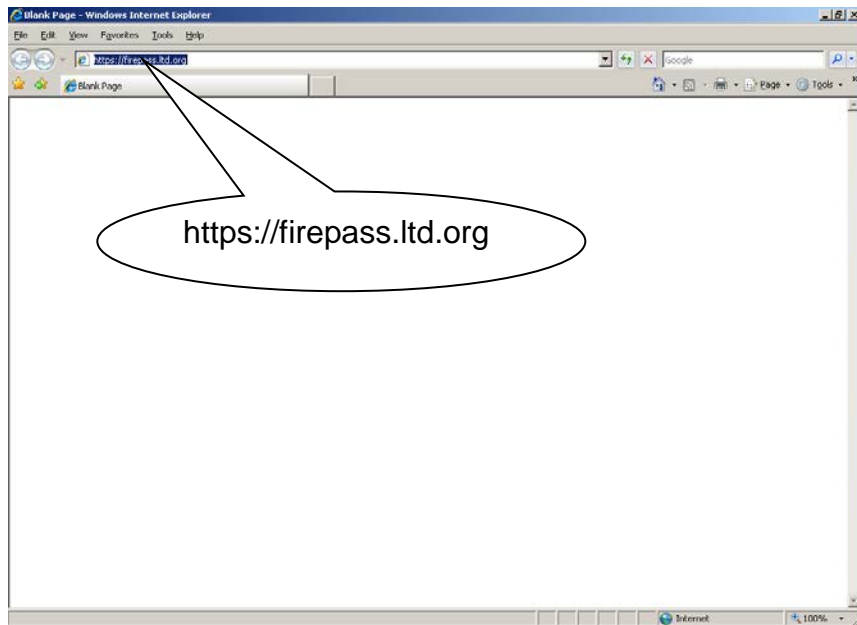 Blank Page - Windows Internet Explorer
File Edit View Favorites Tools Help
https://firepass.ltd.org Google
Blank Page Page Tools
https://firepass.ltd.org
Internet 100%